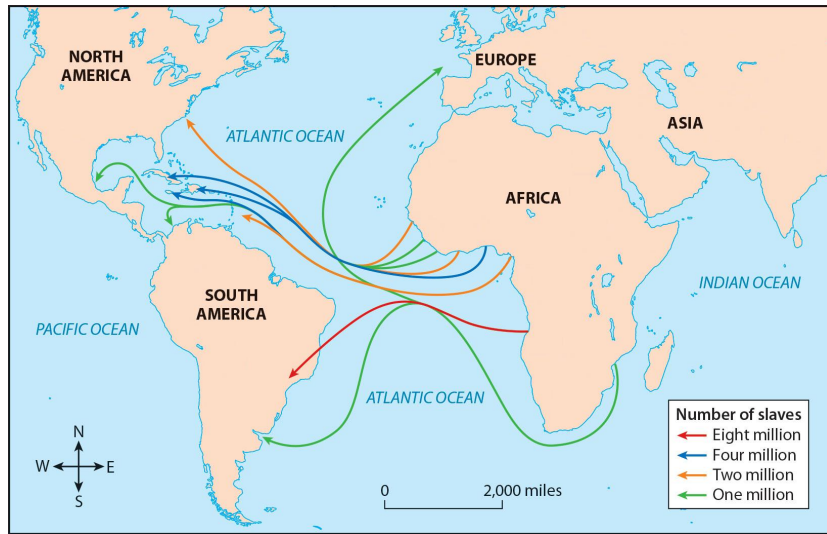 NORTH
AMERICA
EUROPE
ATLANTIC OCEAN
ASIA
AFRICA
INDIAN OCEAN
SOUTH
AMERICA
PACIFIC OCEAN
ATLANTIC OCEAN
Number of slaves
Eight million
Four million
Two million
One million
N
W E
S
0 2,000 miles